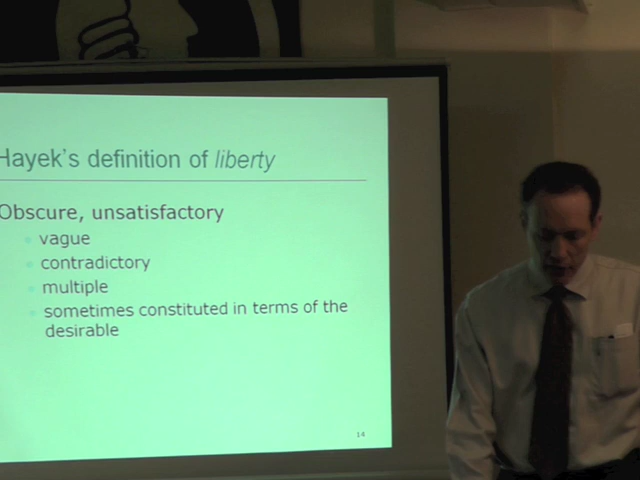 Hayek's definition of liberty
Obscure, unsatisfactory
vague
contradictory
multiple
sometimes constituted in terms of the
desirable
14